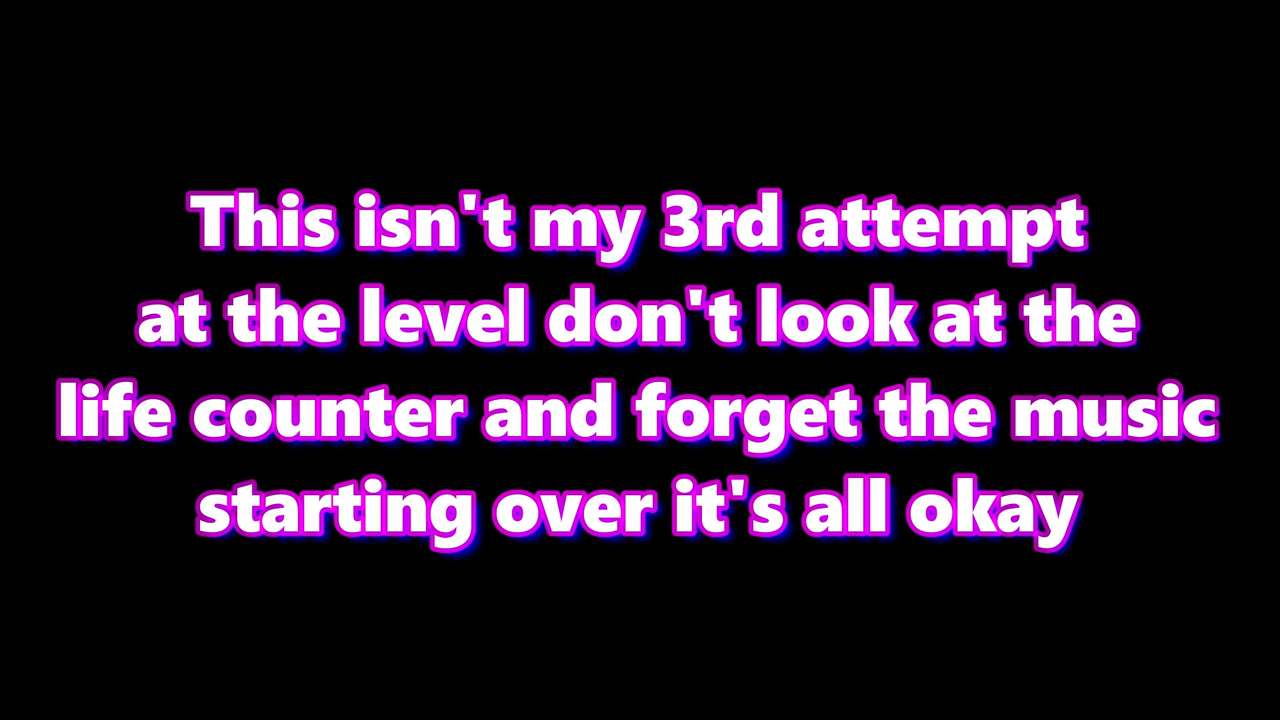 This isn't my 3rd attempt
at the level don't look at the
life counter and forget the music
starting over it's all okay